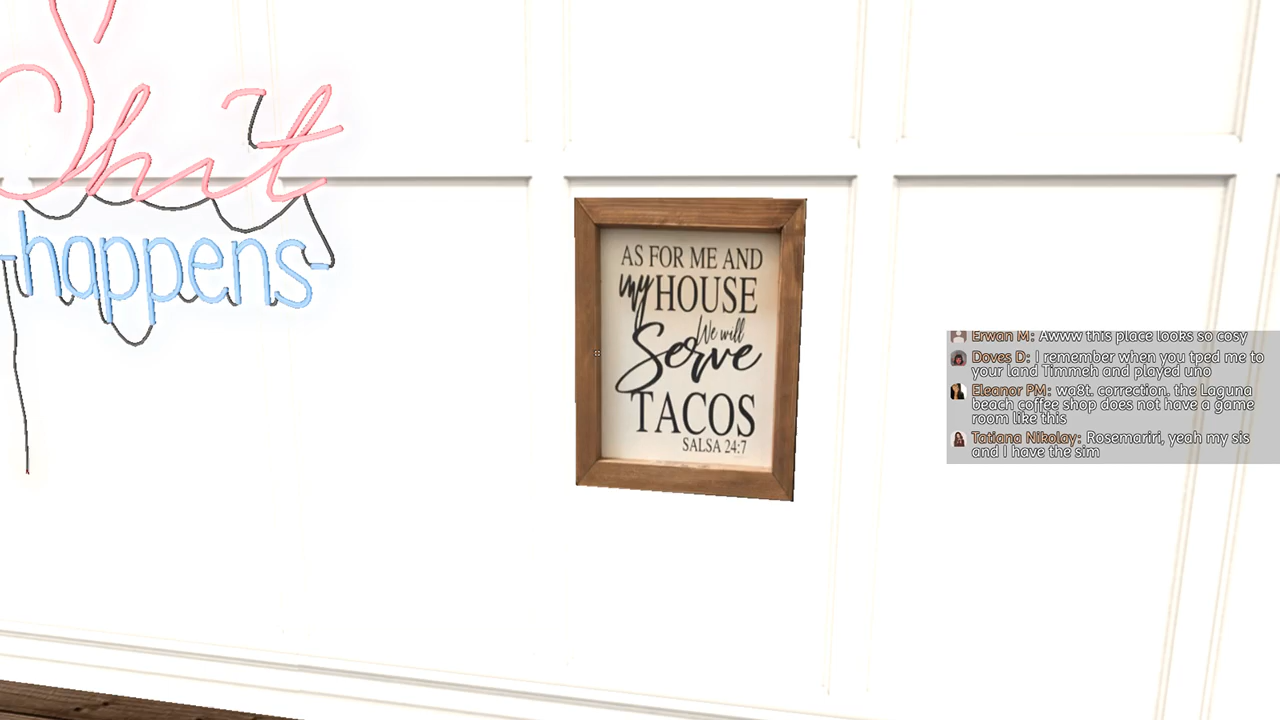 Shit
happens
AS FOR ME AND
my HOUSE
We will
Serve
TACOS
SALSA 24:7
Erwan M: Awww this place looks so cosy
Doves D: I remember when you tped me to
your land Timmeh and played uno
Eleanor PM: wa8t. correction. the Laguna
beach coffee shop does not have a game
room like this
Tatiana Nikolay: Rosemariri, yeah my sis
and I have the sim